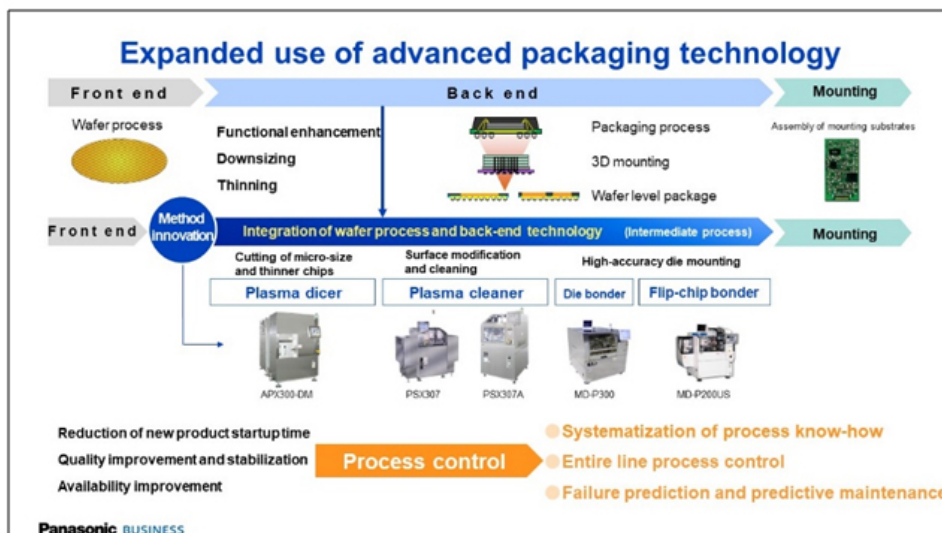 Expanded use of advanced packaging technology
Front end
Back end
Mounting
Wafer process
Functional enhancement
Downsizing
Thinning
Packaging process
3D mounting
Wafer level package
Assembly of mounting substrates
Front end
Method
innovation
Integration of wafer process and back-end technology (Intermediate process)
Mounting
Cutting of micro-size
and thinner chips
Surface modification
and cleaning
High-accuracy die mounting
Plasma dicer
Plasma cleaner
Die bonder
Flip-chip bonder
APX300-DM
PSX307
PSX307A
MD-P300
MD-P200US
Reduction of new product startup time
Quality improvement and stabilization
Availability improvement
Process control
Systematization of process know-how
Entire line process control
Failure prediction and predictive maintenance
Panasonic BUSINESS